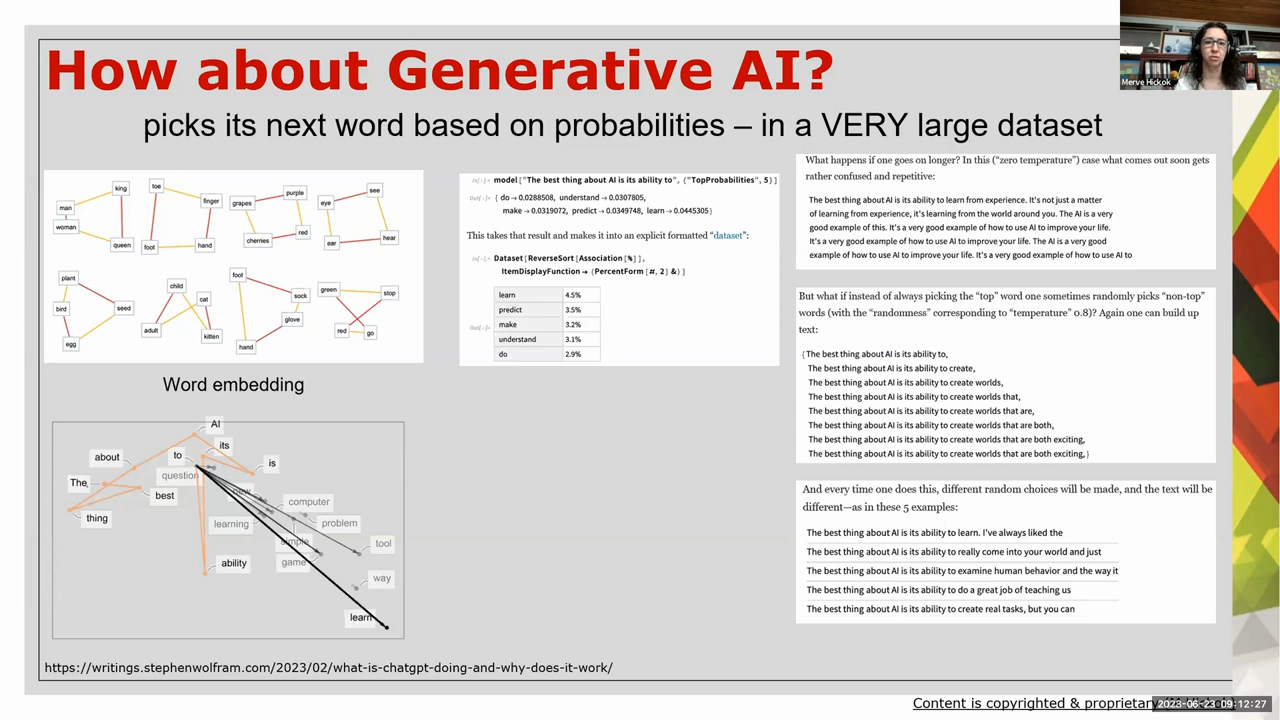 How about Generative AI?
Merve Hickok
picks its next word based on probabilities – in a VERY large dataset
king
man
woman
queen
toe
finger
foot
hand
purple
grapes
red
cherries
see
eye
hear
ear
plant
bird
seed
egg
child
cat
adult
kitten
foot
sock
glove
hand
green
stop
red
go
Word embedding
AI
its
to
is
about
question
The,
best
thing
computer
learning
problem
simple
tool
game
ability
way
learn
In[·]:= model["The best thing about AI is its ability to", {"TopProbabilities", 5}]
Out[·]= { do → 0.0288508, understand → 0.0307805,
make → 0.0319072, predict → 0.0349748, learn → 0.0445305}
This takes that result and makes it into an explicit formatted “dataset”:
In[·]:= Dataset[ReverseSort[Association[%]],
ItemDisplayFunction → (PercentForm[#, 2] &)]
learn 4.5%
predict 3.5%
make 3.2%
Out[·]=
understand 3.1%
do 2.9%
What happens if one goes on longer? In this (“zero temperature”) case what comes out soon gets
rather confused and repetitive:
The best thing about AI is its ability to learn from experience. It's not just a matter
of learning from experience, it's learning from the world around you. The AI is a very
good example of this. It's a very good example of how to use AI to improve your life.
It's a very good example of how to use AI to improve your life. The AI is a very good
example of how to use AI to improve your life. It's a very good example of how to use AI to
But what if instead of always picking the “top” word one sometimes randomly picks “non-top”
words (with the “randomness” corresponding to “temperature” 0.8)? Again one can build up
text:
{The best thing about AI is its ability to,
The best thing about AI is its ability to create,
The best thing about AI is its ability to create worlds,
The best thing about AI is its ability to create worlds that,
The best thing about AI is its ability to create worlds that are,
The best thing about AI is its ability to create worlds that are both,
The best thing about AI is its ability to create worlds that are both exciting,
The best thing about AI is its ability to create worlds that are both exciting,}
And every time one does this, different random choices will be made, and the text will be
different—as in these 5 examples:
The best thing about AI is its ability to learn. I've always liked the
The best thing about AI is its ability to really come into your world and just
The best thing about AI is its ability to examine human behavior and the way it
The best thing about AI is its ability to do a great job of teaching us
The best thing about AI is its ability to create real tasks, but you can
https://writings.stephenwolfram.com/2023/02/what-is-chatgpt-doing-and-why-does-it-work/
Content is copyrighted & proprietary
2023-06-23 09:12:27